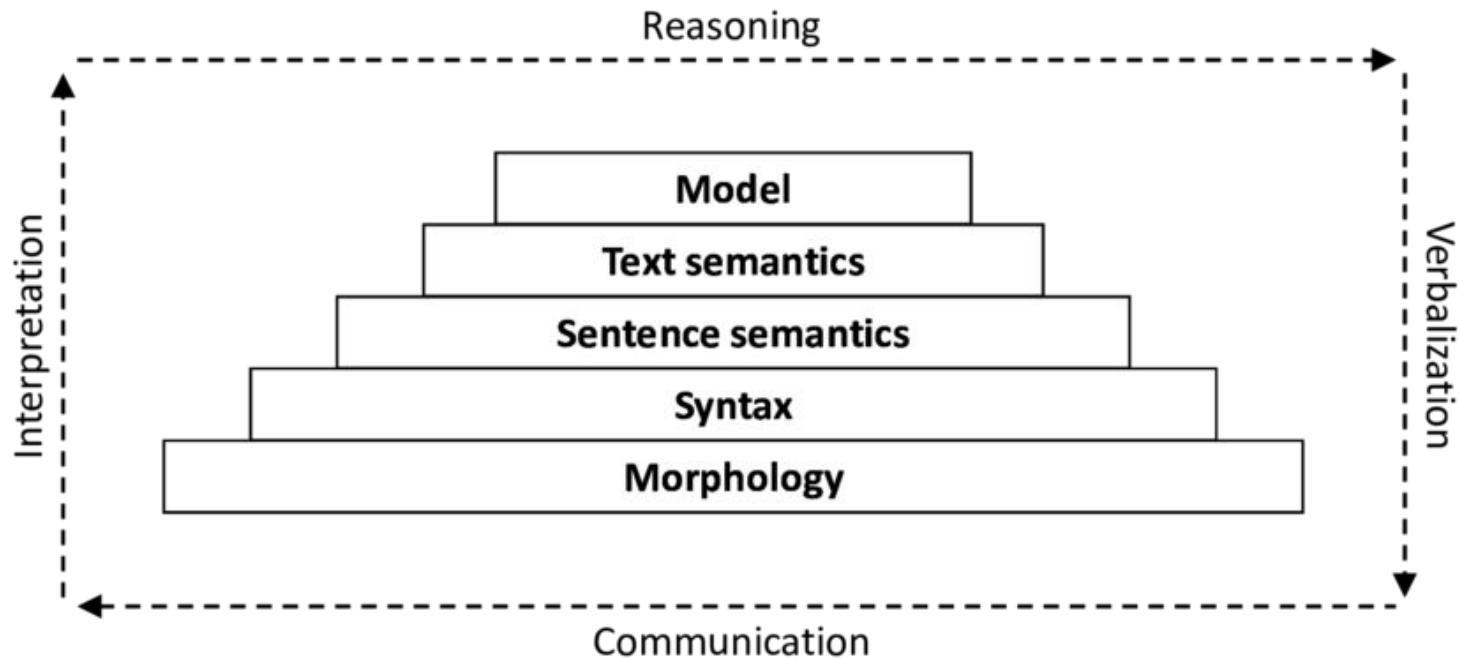 Reasoning
Interpretation
Model
Text semantics
Sentence semantics
Syntax
Morphology
Verbalization
Communication